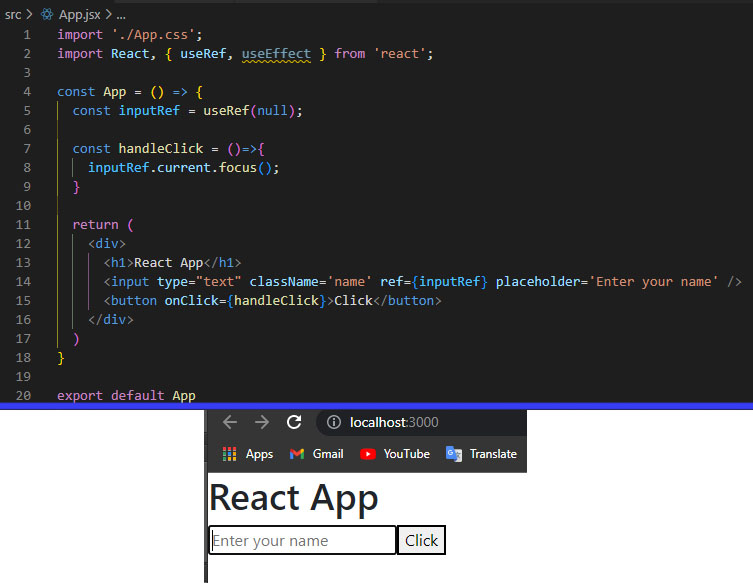 src > App.jsx > ...
1 import './App.css';
2 import React, { useRef, useEffect } from 'react';
3
4 const App = () => {
5   const inputRef = useRef(null);
6
7   const handleClick = ()=>{
8     inputRef.current.focus();
9   }
10
11   return (
12     <div>
13       <h1>React App</h1>
14       <input type="text" className='name' ref={inputRef} placeholder='Enter your name' />
15       <button onClick={handleClick}>Click</button>
16     </div>
17   )
18 }
19
20 export default App
localhost:3000
Apps Gmail YouTube Translate
React App
Enter your name Click